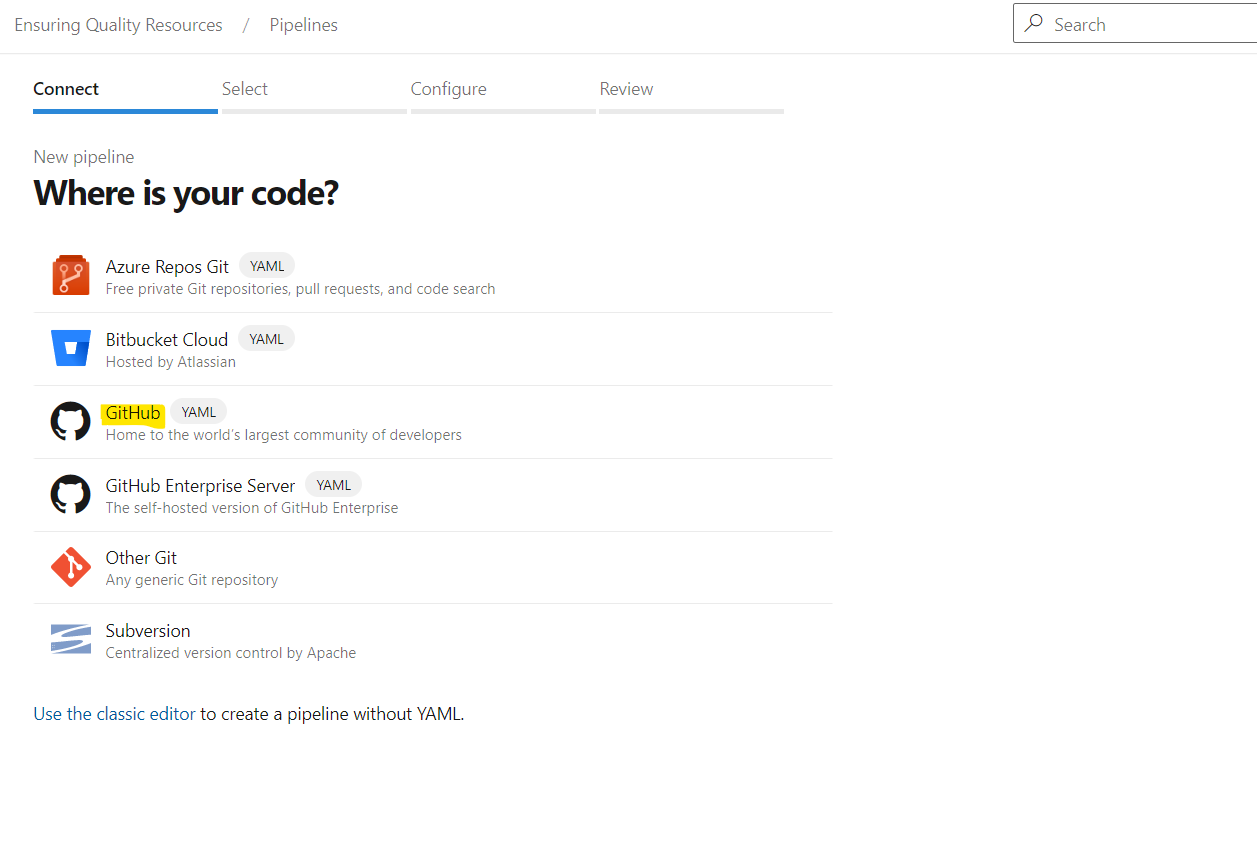 Ensuring Quality Resources / Pipelines
Search
Connect Select Configure Review
New pipeline
Where is your code?
Azure Repos Git YAML
Free private Git repositories, pull requests, and code search
Bitbucket Cloud YAML
Hosted by Atlassian
GitHub YAML
Home to the world's largest community of developers
GitHub Enterprise Server YAML
The self-hosted version of GitHub Enterprise
Other Git
Any generic Git repository
Subversion
Centralized version control by Apache
Use the classic editor to create a pipeline without YAML.